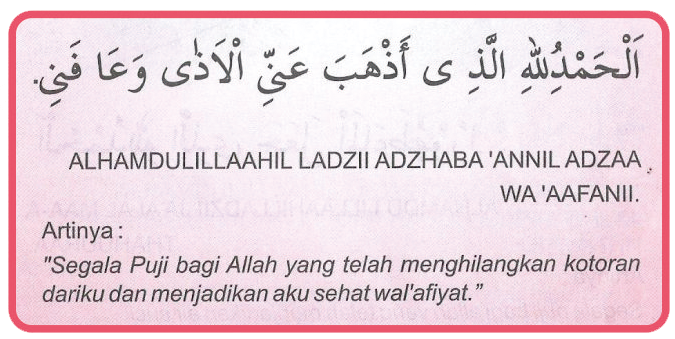 اَلْحَمْدُلِلّٰهِ الَّذِ ى أَذْهَبَ عَنِّى الْاَذٰى وَعَا فَنِى.
ALHAMDULILLAAHIL LADZII ADZHABA 'ANNIL ADZAA
WA 'AAFANII.
Artinya :
"Segala Puji bagi Allah yang telah menghilangkan kotoran
dariku dan menjadikan aku sehat wal'afiyat."